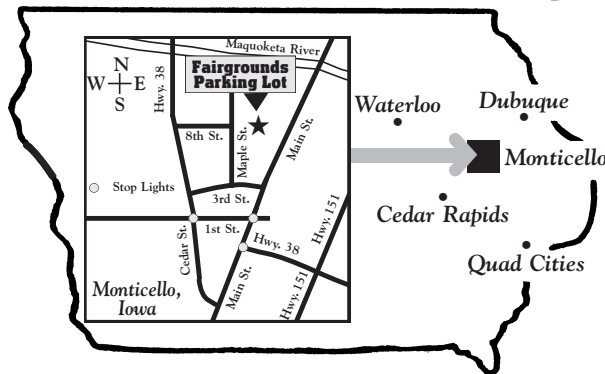 Maquoketa River
Fairgrounds
Parking Lot
N
W E
S
Hwy. 38
8th St.
Maple St.
Main St.
Stop Lights
3rd St.
1st St.
Cedar St.
Hwy. 38
Hwy. 151
Main St.
Hwy. 151
Monticello,
Iowa
Waterloo
Dubuque
Monticello
Cedar Rapids
Quad Cities